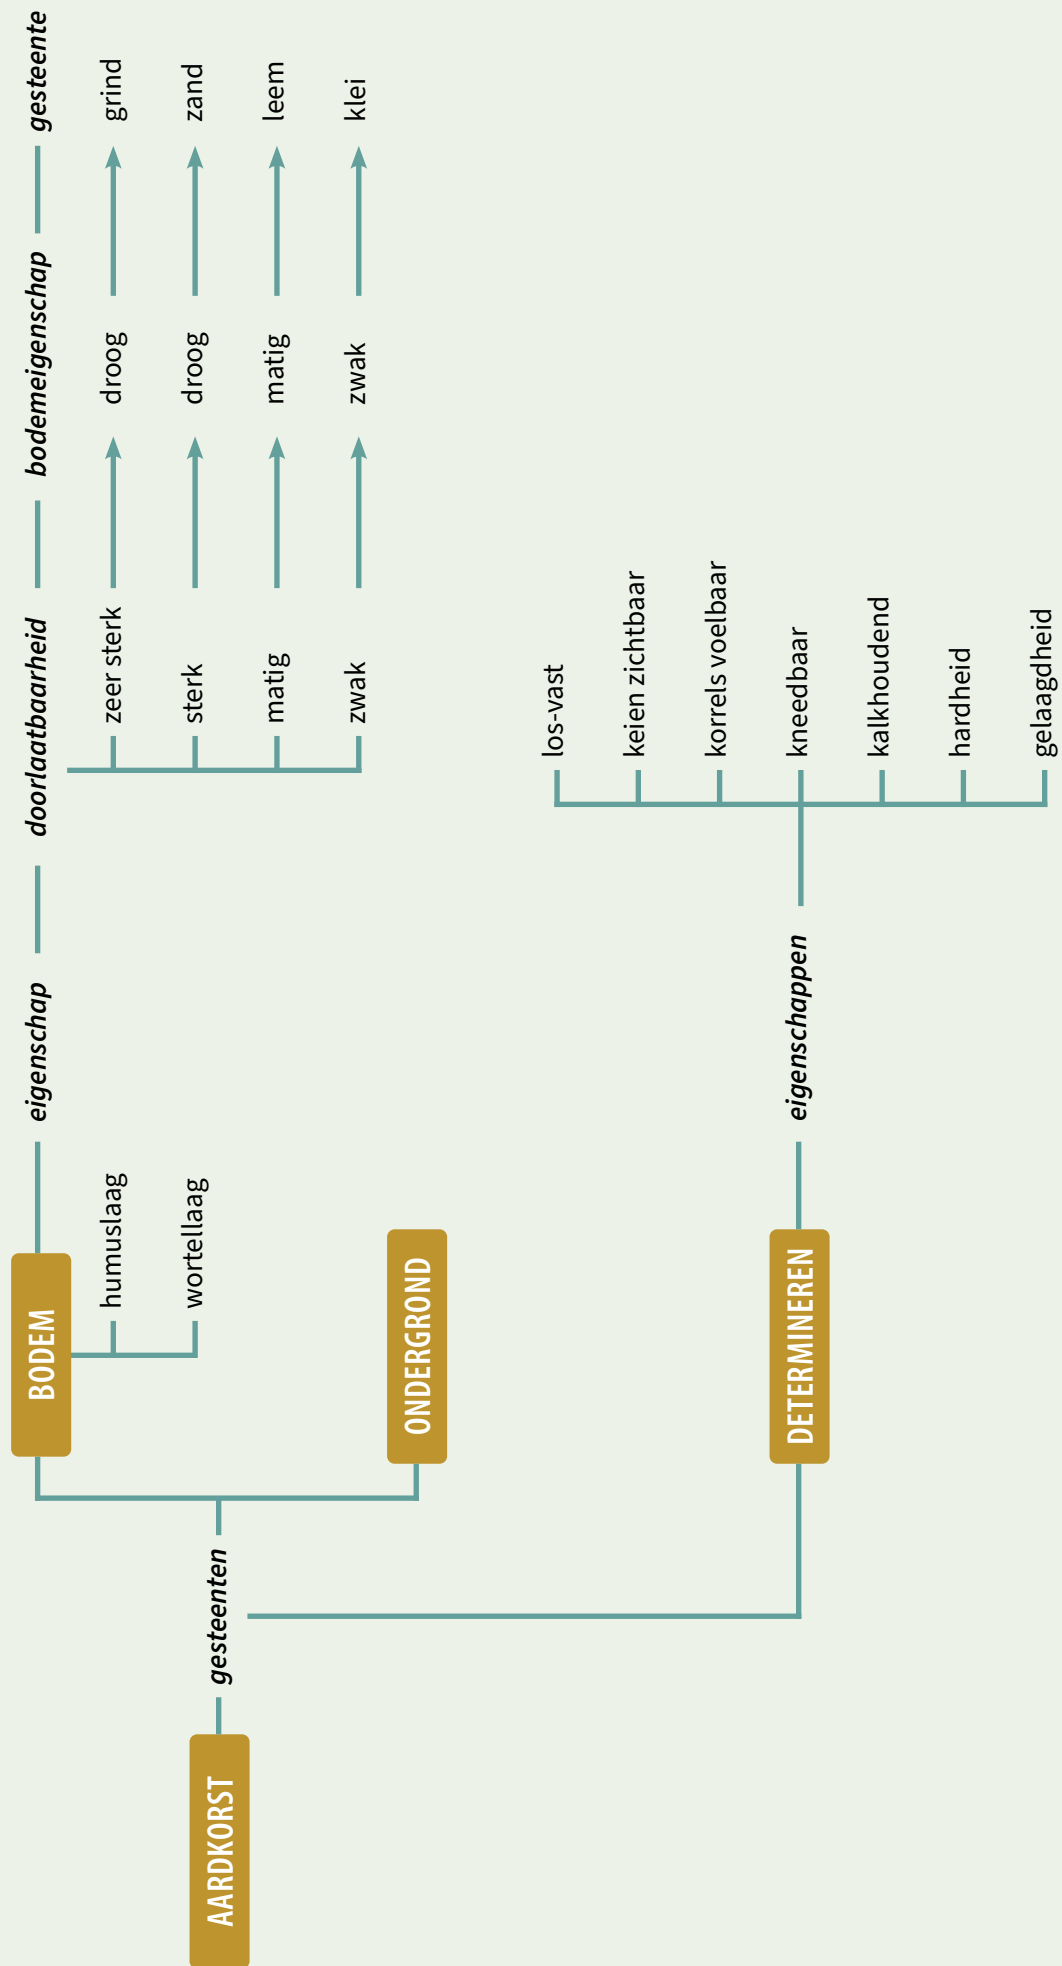 AARDKORST
gesteenten
BODEM
humuslaag
wortellaag
eigenschap
doorlaatbaarheid
bodemeigenschap
gesteente
zeer sterk
droog
grind
sterk
droog
zand
matig
matig
leem
zwak
zwak
klei
ONDERGROND
DETERMINEREN
eigenschappen
los-vast
keien zichtbaar
korrels voelbaar
kneedbaar
kalkhoudend
hardheid
gelaagdheid